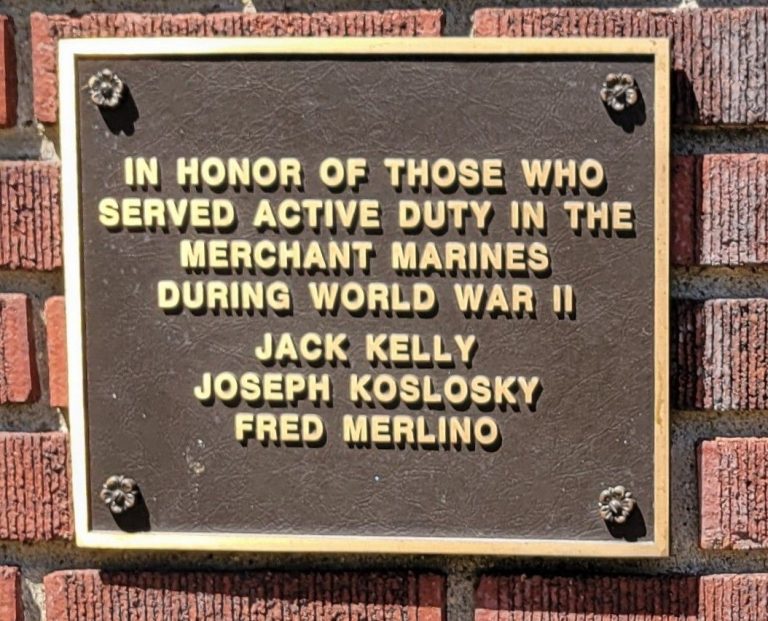 IN HONOR OF THOSE WHO
SERVED ACTIVE DUTY IN THE
MERCHANT MARINES
DURING WORLD WAR II
JACK KELLY
JOSEPH KOSLOSKY
FRED MERLINO